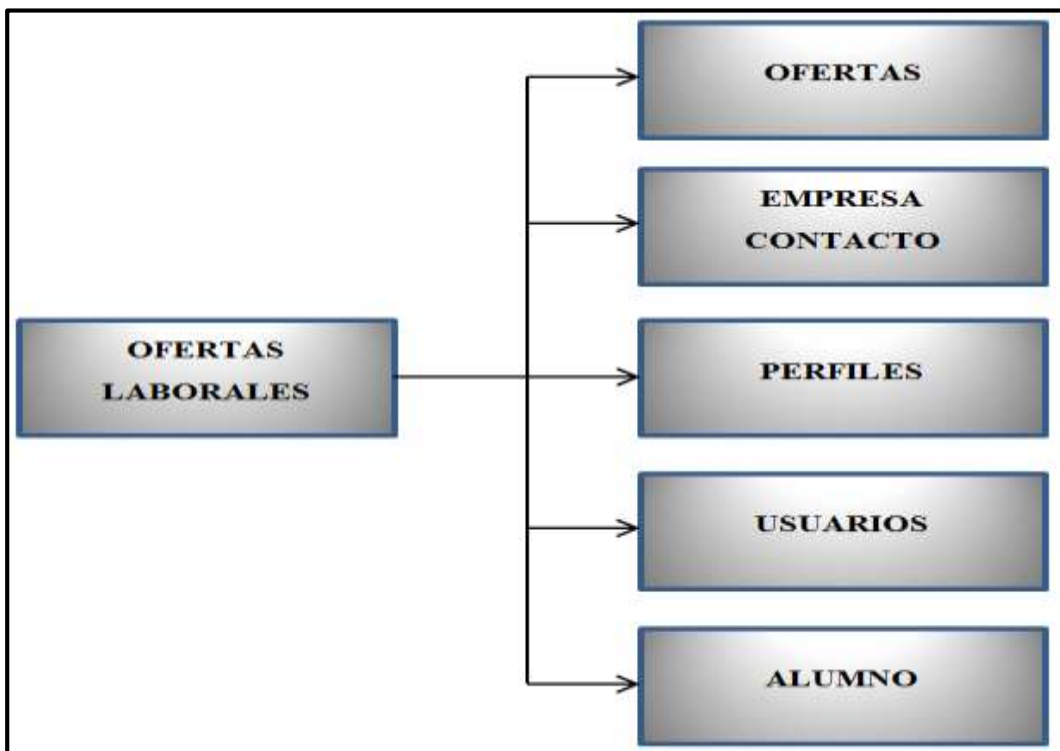 OFERTAS
LABORALES
OFERTAS
EMPRESA
CONTACTO
PERFILES
USUARIOS
ALUMNO